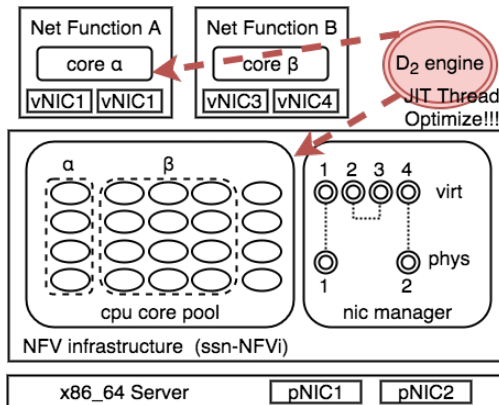 Net Function A
Net Function B
core α
core β
D2 engine
vNIC1 vNIC1
vNIC3 vNIC4
JIT Thread
Optimize!!!
α
β
1 2 3 4
virt
phys
1
2
cpu core pool
nic manager
NFV infrastructure (ssn-NFVi)
x86_64 Server
pNIC1
pNIC2